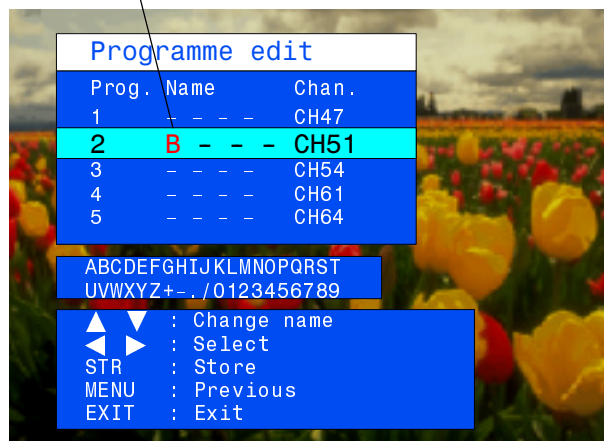 Programme edit
Prog. Name Chan.
1 – – – – CH47
2 B – – – CH51
3 – – – – CH54
4 – – – – CH61
5 – – – – CH64
ABCDEFGHIJKLMNOPQRST
UVWXYZ+-./0123456789
▲ ▼ : Change name
◀ ▶ : Select
STR : Store
MENU : Previous
EXIT : Exit